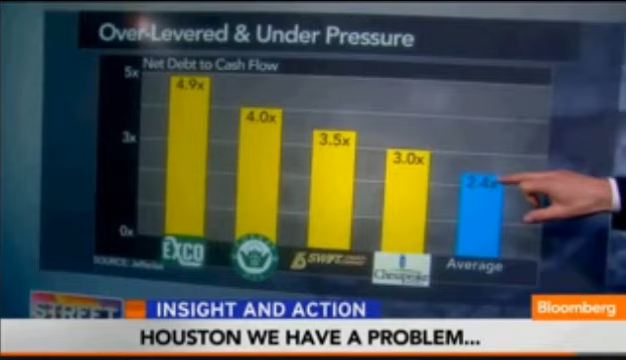 Over-Levered & Under Pressure
Net Debt to Cash Flow
5x
4.9x
4.0x
3.5x
3.0x
2.4x
3x
0x
EXCO
SWIFT
Chesapeake
Average
SOURCE: Jefferies
STREET
INSIGHT AND ACTION
Bloomberg
HOUSTON WE HAVE A PROBLEM...